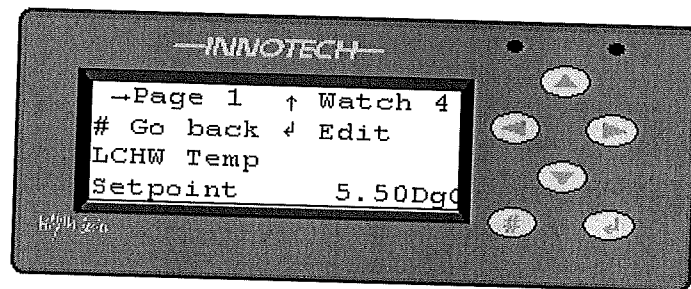 INNOTECH
→Page 1 ↑ Watch 4
# Go back ↲ Edit
LCHW Temp
Setpoint 5.50DgC
#